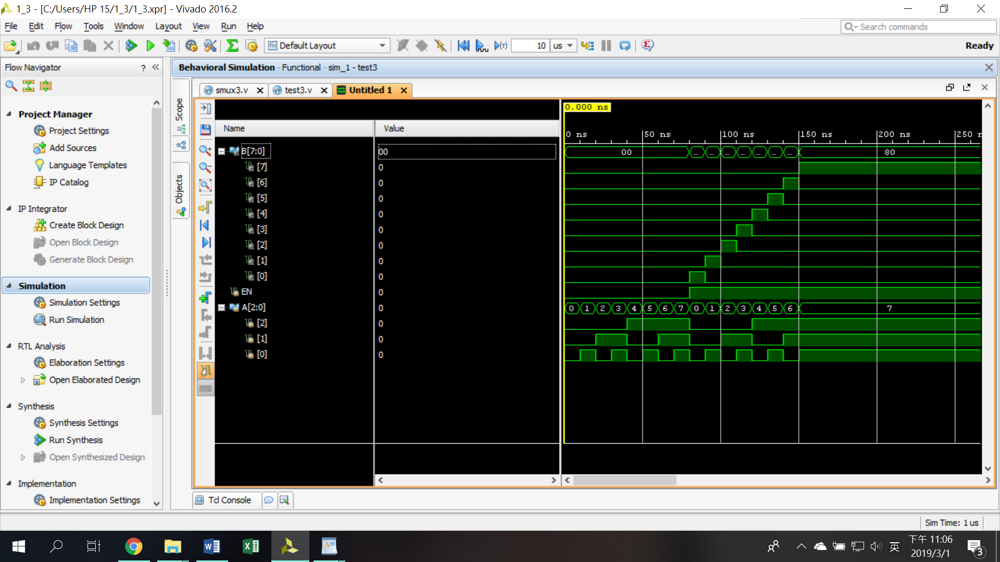 1_3 - [C:/Users/HP 15/1_3/1_3.xpr] - Vivado 2016.2
File Edit Flow Tools Window Layout View Run Help
Search commands
Default Layout 10 us Ready
Flow Navigator ? «
Behavioral Simulation - Functional - sim_1 - test3
smux3.v test3.v Untitled 1
Project Manager
Project Settings
Add Sources
Language Templates
IP Catalog
IP Integrator
Create Block Design
Open Block Design
Generate Block Design
Simulation
Simulation Settings
Run Simulation
RTL Analysis
Elaboration Settings
Open Elaborated Design
Synthesis
Synthesis Settings
Run Synthesis
Open Synthesized Design
Implementation
Implementation Settings
Scope
Objects
Name Value
B[7:0] 00
[7] 0
[6] 0
[5] 0
[4] 0
[3] 0
[2] 0
[1] 0
[0] 0
EN 0
A[2:0] 0
[2] 0
[1] 0
[0] 0
0.000 ns
0 ns 50 ns 100 ns 150 ns 200 ns 250 n
00 ... ... ... ... ... ... ... 80
0 1 2 3 4 5 6 7 0 1 2 3 4 5 6 7
Tcl Console
Sim Time: 1 us
英
下午 11:06
2019/3/1
3